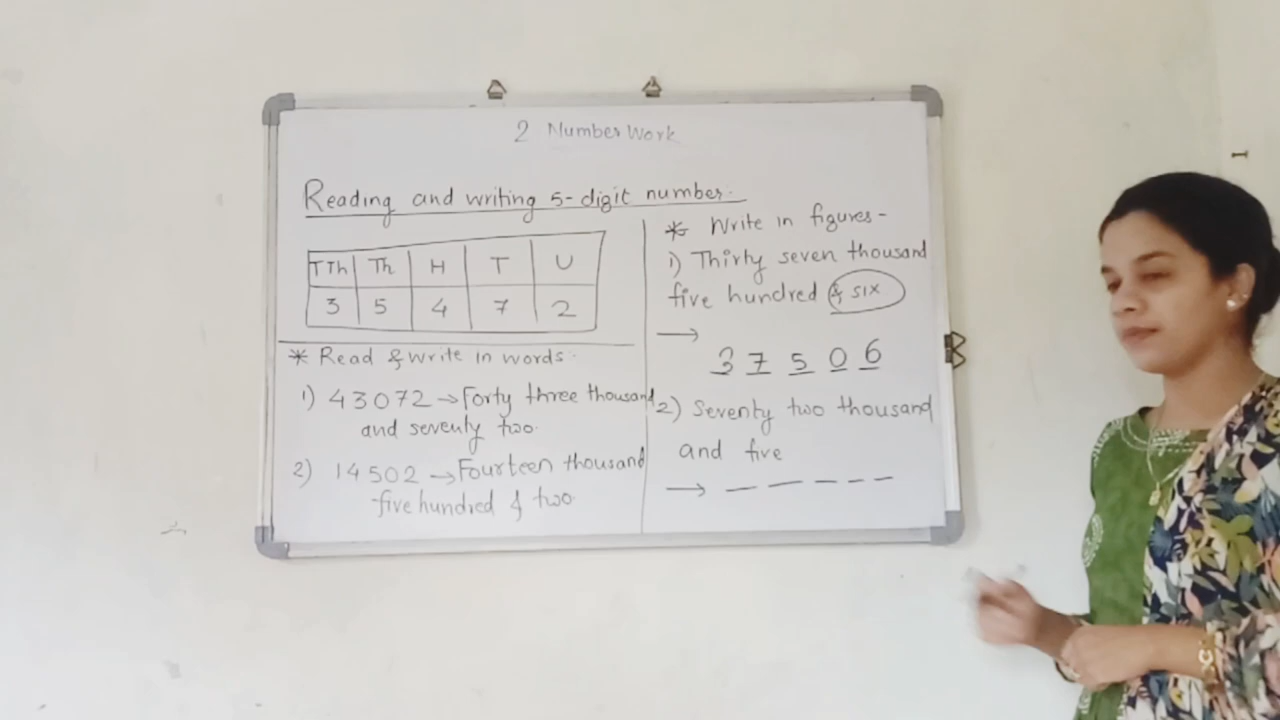 2 Number Work
Reading and writing 5-digit number:
TTh Th H T U
3 5 4 7 2
* Read & write in words:
1) 43072 → Forty three thousand
and seventy two.
2) 14502 → Fourteen thousand
five hundred & two.
* Write in figures -
1) Thirty seven thousand
five hundred & six
→
3 7 5 0 6
2) Seventy two thousand
and five
→ _ _ _ _ _